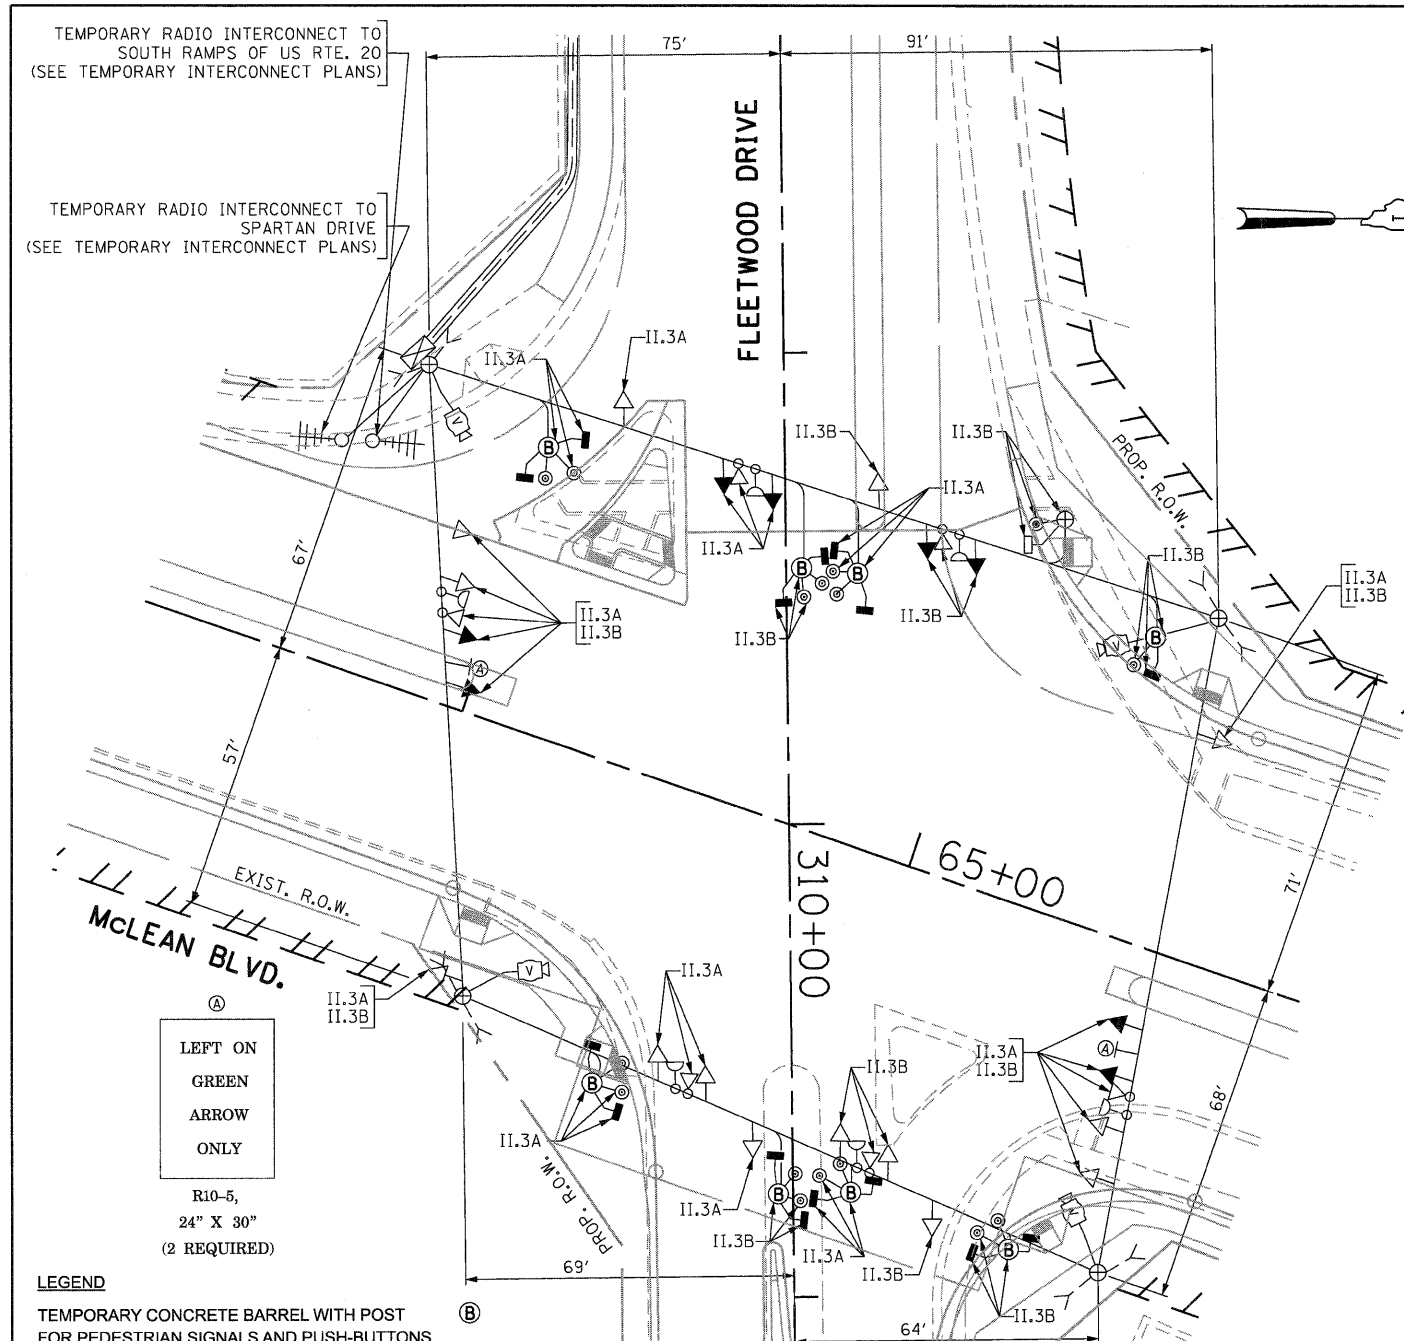 TEMPORARY RADIO INTERCONNECT TO
SOUTH RAMPS OF US RTE. 20
(SEE TEMPORARY INTERCONNECT PLANS)
75'
91'
FLEETWOOD DRIVE
TEMPORARY RADIO INTERCONNECT TO
SPARTAN DRIVE
(SEE TEMPORARY INTERCONNECT PLANS)
II.3A
II.3A
V
B
II.3B
II.3B
PROP. R.O.W.
II.3A
II.3A
67'
B
B
II.3B
II.3B
II.3A
II.3B
II.3A
II.3B
II.3B
B
V
A
57'
310+00
65+00
71'
EXIST. R.O.W.
McLEAN BLVD.
V
II.3A
II.3A
II.3B
A
LEFT ON
GREEN
ARROW
ONLY
R10-5,
24" X 30"
(2 REQUIRED)
B
II.3A
PROP. R.O.W.
II.3B
II.3A
II.3B
A
68'
B
B
II.3A
II.3B
II.3A
II.3B
V
B
II.3B
69'
64'
LEGEND
TEMPORARY CONCRETE BARREL WITH POST
FOR PEDESTRIAN SIGNALS AND PUSH-BUTTONS
B